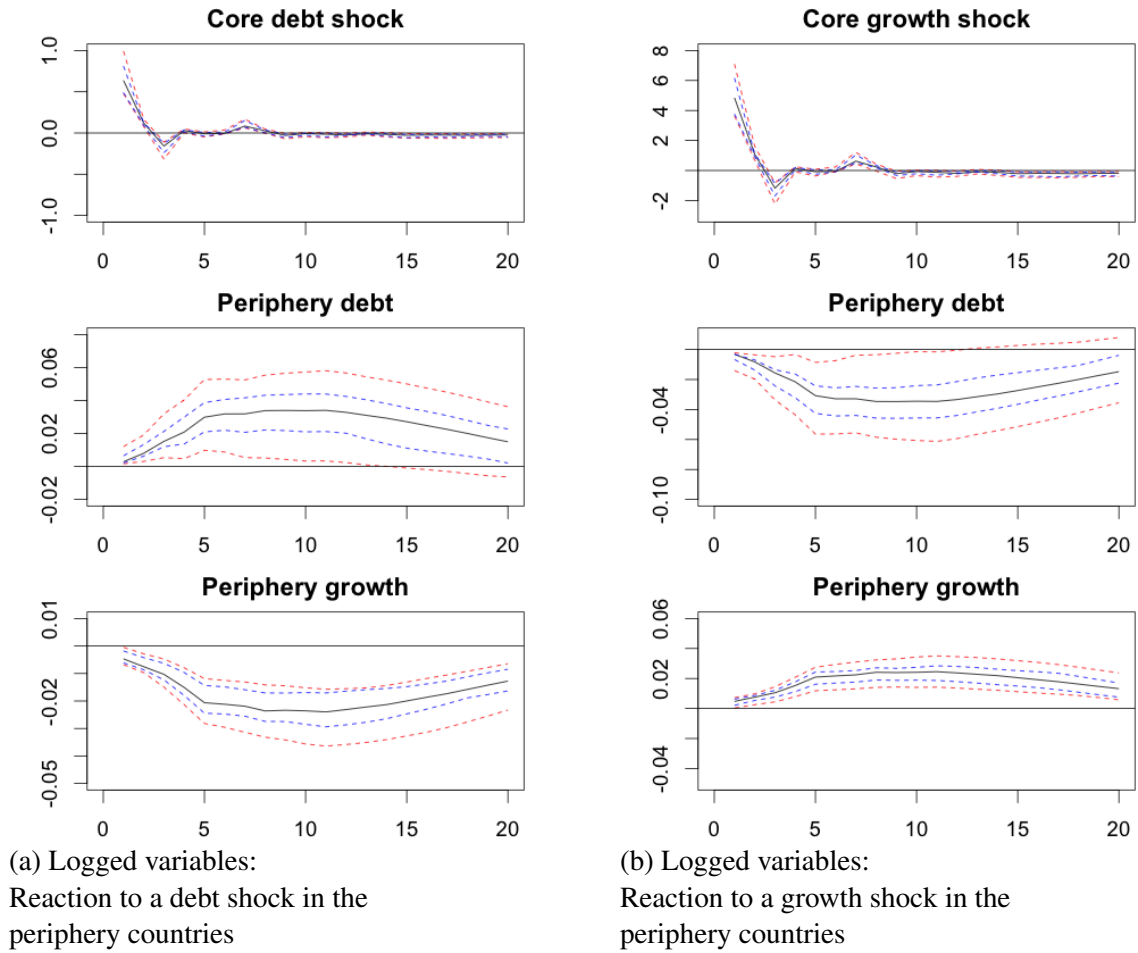 Core debt shock
1.0
0.0
-1.0
0 5 10 15 20
Periphery debt
0.06
0.02
-0.02
0 5 10 15 20
Periphery growth
0.01
-0.02
-0.05
0 5 10 15 20
(a) Logged variables:
Reaction to a debt shock in the
periphery countries
Core growth shock
8
6
4
2
-2
0 5 10 15 20
Periphery debt
-0.04
-0.10
0 5 10 15 20
Periphery growth
0.06
0.02
-0.04
0 5 10 15 20
(b) Logged variables:
Reaction to a growth shock in the
periphery countries